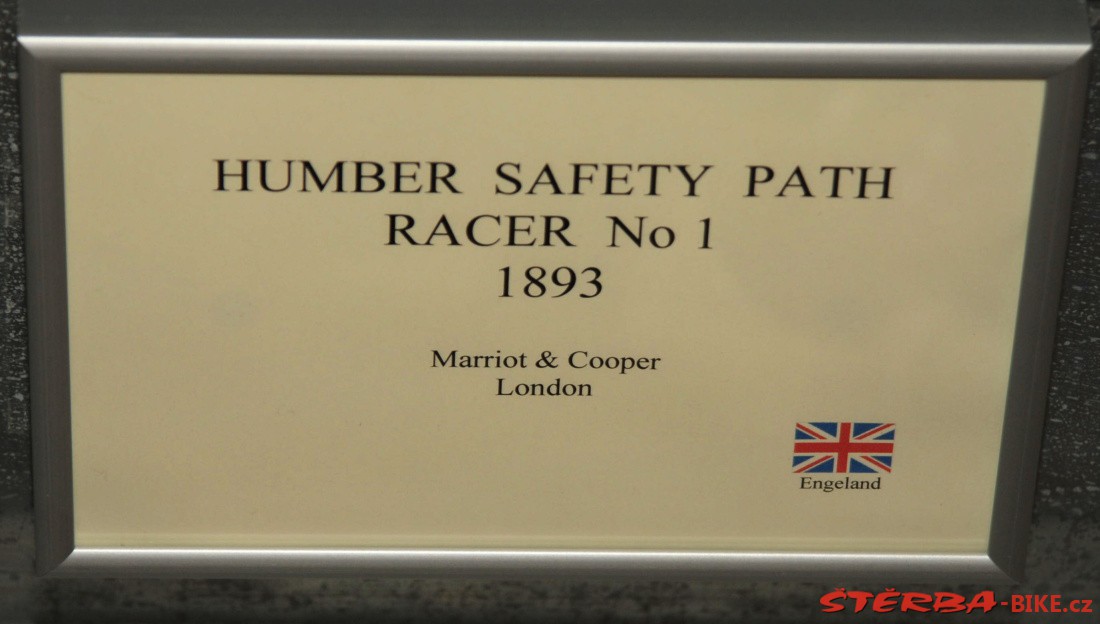 HUMBER SAFETY PATH
RACER No 1
1893
Marriot & Cooper
London
Engeland
ŠTĚRBA-BIKE.cz